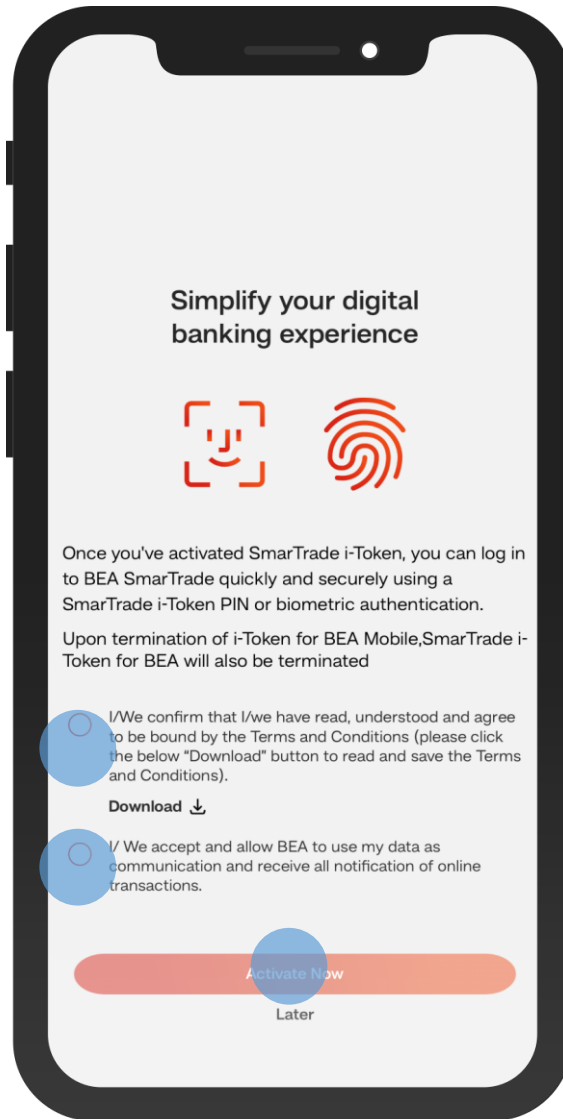 Simplify your digital
banking experience
Once you've activated SmarTrade i-Token, you can log in
to BEA SmarTrade quickly and securely using a
SmarTrade i-Token PIN or biometric authentication.
Upon termination of i-Token for BEA Mobile,SmarTrade i-
Token for BEA will also be terminated
I/We confirm that I/we have read, understood and agree
to be bound by the Terms and Conditions (please click
the below “Download” button to read and save the Terms
and Conditions).
Download
I/ We accept and allow BEA to use my data as
communication and receive all notification of online
transactions.
Activate Now
Later